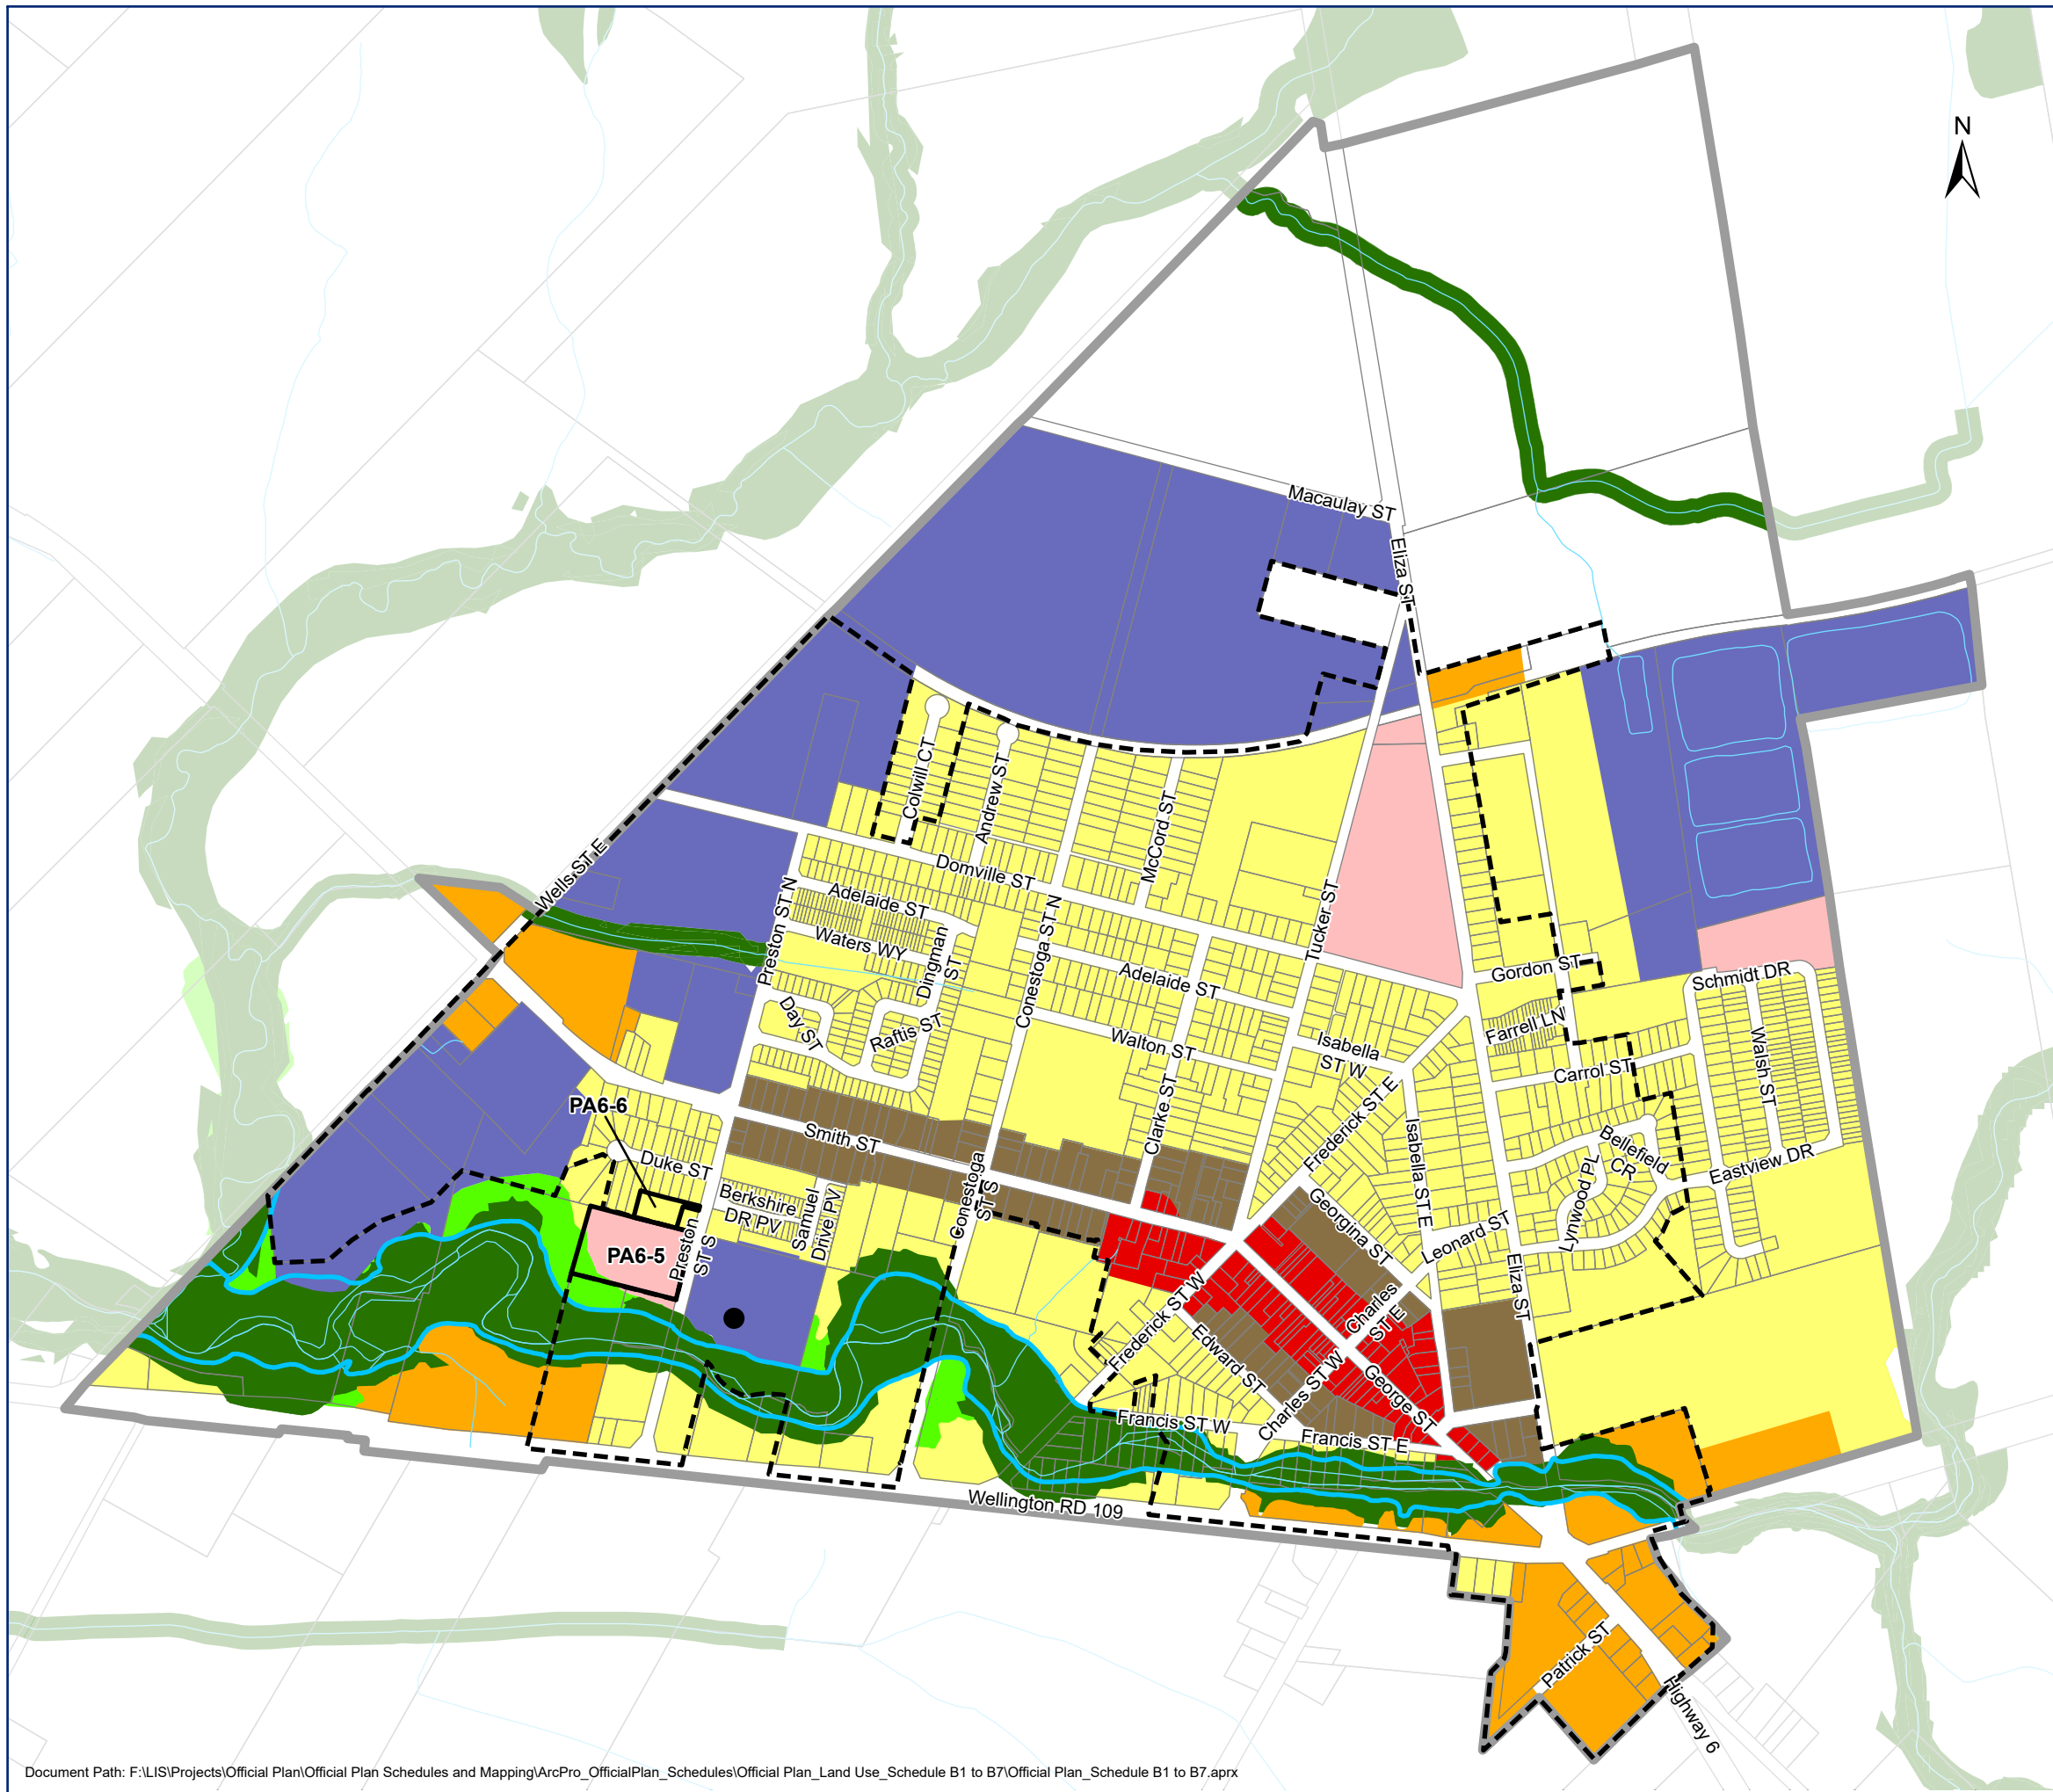 N
Macaulay ST
Eliza ST
Colwill CT
Andrew ST
McCord ST
Wells ST E
Domville ST
Adelaide ST
Preston ST N
Waters WY
Dingman
ST
Conestoga ST N
Tucker ST
Adelaide ST
Gordon ST
Schmidt DR
Day ST
Raftis ST
Walton ST
Isabella
ST W
Farrell LN
Carrol ST
Walsh ST
PA6-6
Smith ST
Clarke ST
Frederick ST E
Isabella ST E
Bellefield
CR
Lynwood PL
Eastview DR
Duke ST
Berkshire
DR PV
Samuel
Drive PV
Conestoga
ST S
Georgina ST
Leonard ST
PA6-5
Preston
ST S
Eliza ST
Frederick ST W
Charles
ST E
Edward ST
Charles ST W
George ST
Francis ST W
Francis ST E
Wellington RD 109
Patrick ST
Highway 6
Document Path: F:\LIS\Projects\Official Plan\Official Plan Schedules and Mapping\ArcPro_OfficialPlan_Schedules\Official Plan_Land Use_Schedule B1 to B7\Official Plan_Schedule B1 to B7.aprx